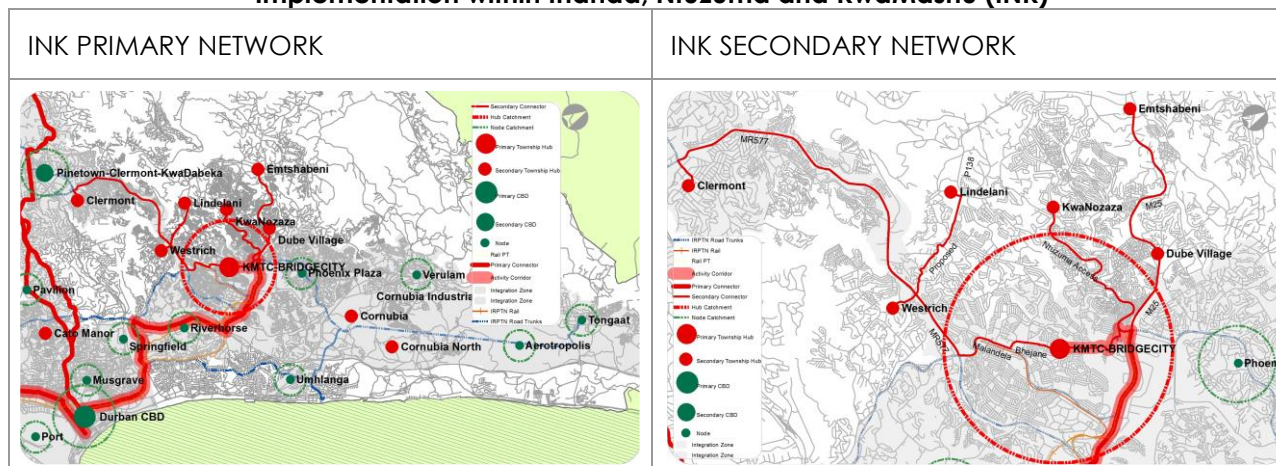 Implementation within Inanda, Ntuzuma and KwaMashu (INK)
INK PRIMARY NETWORK
INK SECONDARY NETWORK
Secondary Connector
Hub Catchment
Node Catchment
Primary Township Hub
Secondary Township Hub
Primary CBD
Secondary CBD
Node
Rail PT
Primary Connector
Activity Corridor
Integration Zone
Integration Zone
IRPTN Rail
IRPTN Road Trunks
Pinetown-Clermont-KwaDabeka
Clermont
Emtshabeni
Lindelani
KwaNozaza
Dube Village
Westrich
KMTC-BRIDGECITY
Phoenix Plaza
Verulam
Cornubia Industria
Pavilion
Cato Manor
Riverhorse
Springfield
Cornubia
Cornubia North
Tongaat
Aerotropolis
Musgrave
Umhlanga
Durban CBD
Port
Emtshabeni
MR577
P138
Clermont
Lindelani
KwaNozaza
M25
Dube Village
Ntuzuma Access
Proposed
Westrich
M25
MR577
Malandela
Bhejane
KMTC-BRIDGECITY
Phoen
IRPTN Road Trunks
IRPTN Rail
Rail PT
Activity Corridor
Primary Connector
Secondary Connector
Hub Catchment
Node Catchment
Primary Township Hub
Secondary Township Hub
Primary CBD
Secondary CBD
Node
Integration Zone
Integration Zone